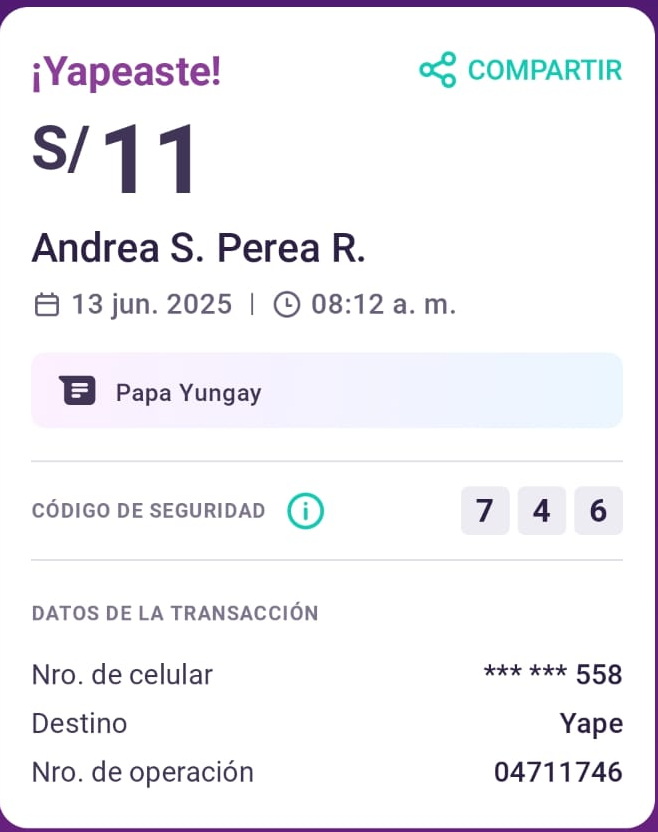 ¡Yapeaste!
COMPARTIR
S/ 11
Andrea S. Perea R.
13 jun. 2025 | 08:12 a. m.
Papa Yungay
CÓDIGO DE SEGURIDAD 7 4 6
DATOS DE LA TRANSACCIÓN
Nro. de celular *** *** 558
Destino Yape
Nro. de operación 04711746